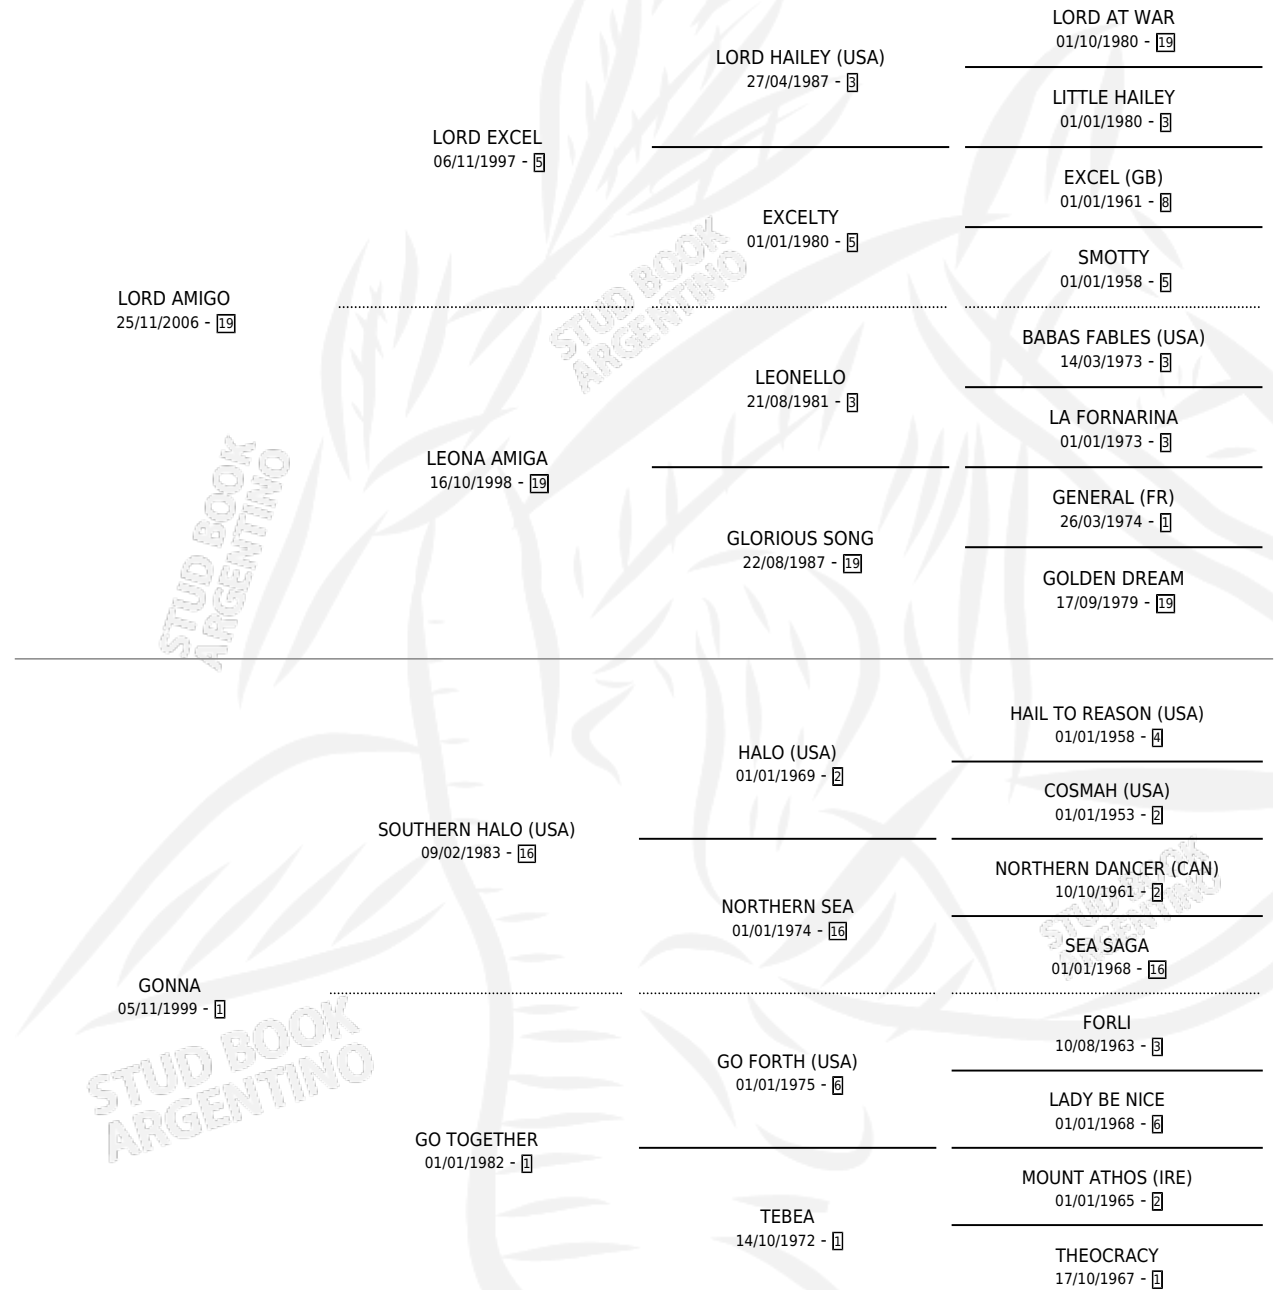 LORD AMIGO
25/11/2006 - 19
LORD EXCEL
06/11/1997 - 5
LORD HAILEY (USA)
27/04/1987 - 3
LORD AT WAR
01/10/1980 - 19
LITTLE HAILEY
01/01/1980 - 3
EXCELTY
01/01/1980 - 5
EXCEL (GB)
01/01/1961 - 8
SMOTTY
01/01/1958 - 5
LEONA AMIGA
16/10/1998 - 19
LEONELLO
21/08/1981 - 3
BABAS FABLES (USA)
14/03/1973 - 3
LA FORNARINA
01/01/1973 - 3
GLORIOUS SONG
22/08/1987 - 19
GENERAL (FR)
26/03/1974 - 1
GOLDEN DREAM
17/09/1979 - 19
GONNA
05/11/1999 - 1
SOUTHERN HALO (USA)
09/02/1983 - 16
HALO (USA)
01/01/1969 - 2
HAIL TO REASON (USA)
01/01/1958 - 4
COSMAH (USA)
01/01/1953 - 2
NORTHERN SEA
01/01/1974 - 16
NORTHERN DANCER (CAN)
10/10/1961 - 2
SEA SAGA
01/01/1968 - 16
GO TOGETHER
01/01/1982 - 1
GO FORTH (USA)
01/01/1975 - 6
FORLI
10/08/1963 - 3
LADY BE NICE
01/01/1968 - 6
TEBEA
14/10/1972 - 1
MOUNT ATHOS (IRE)
01/01/1965 - 2
THEOCRACY
17/10/1967 - 1
STUD BOOK
ARGENTINO
STUD BOOK
ARGENTINO
STUD BOOK
ARGENTINO
STUD BOOK
ARGENTINO